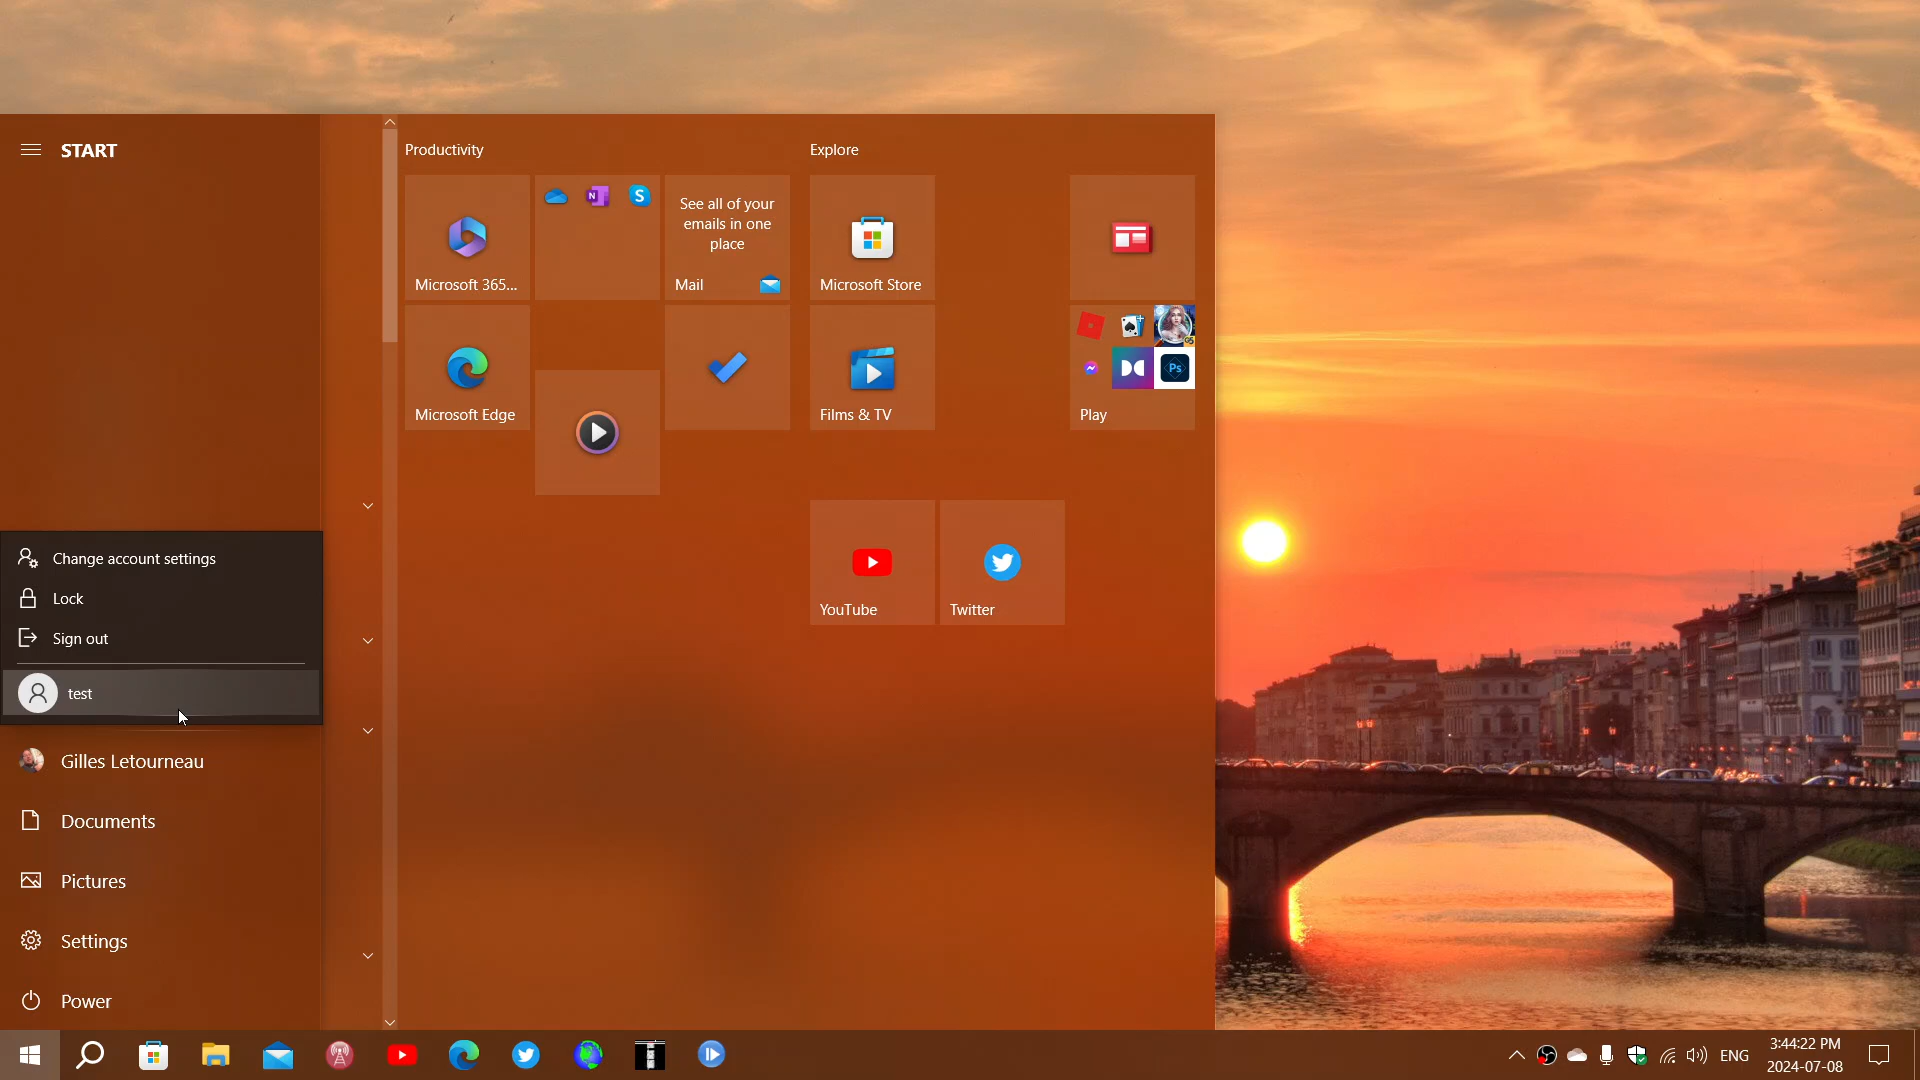 START
Productivity
Explore
Microsoft 365...
See all of your
emails in one
place
Mail
Microsoft Store
Microsoft Edge
Films & TV
Ps
Play
YouTube
Twitter
Change account settings
Lock
Sign out
test
Gilles Letourneau
Documents
Pictures
Settings
Power
ENG
3:44:22 PM
2024-07-08